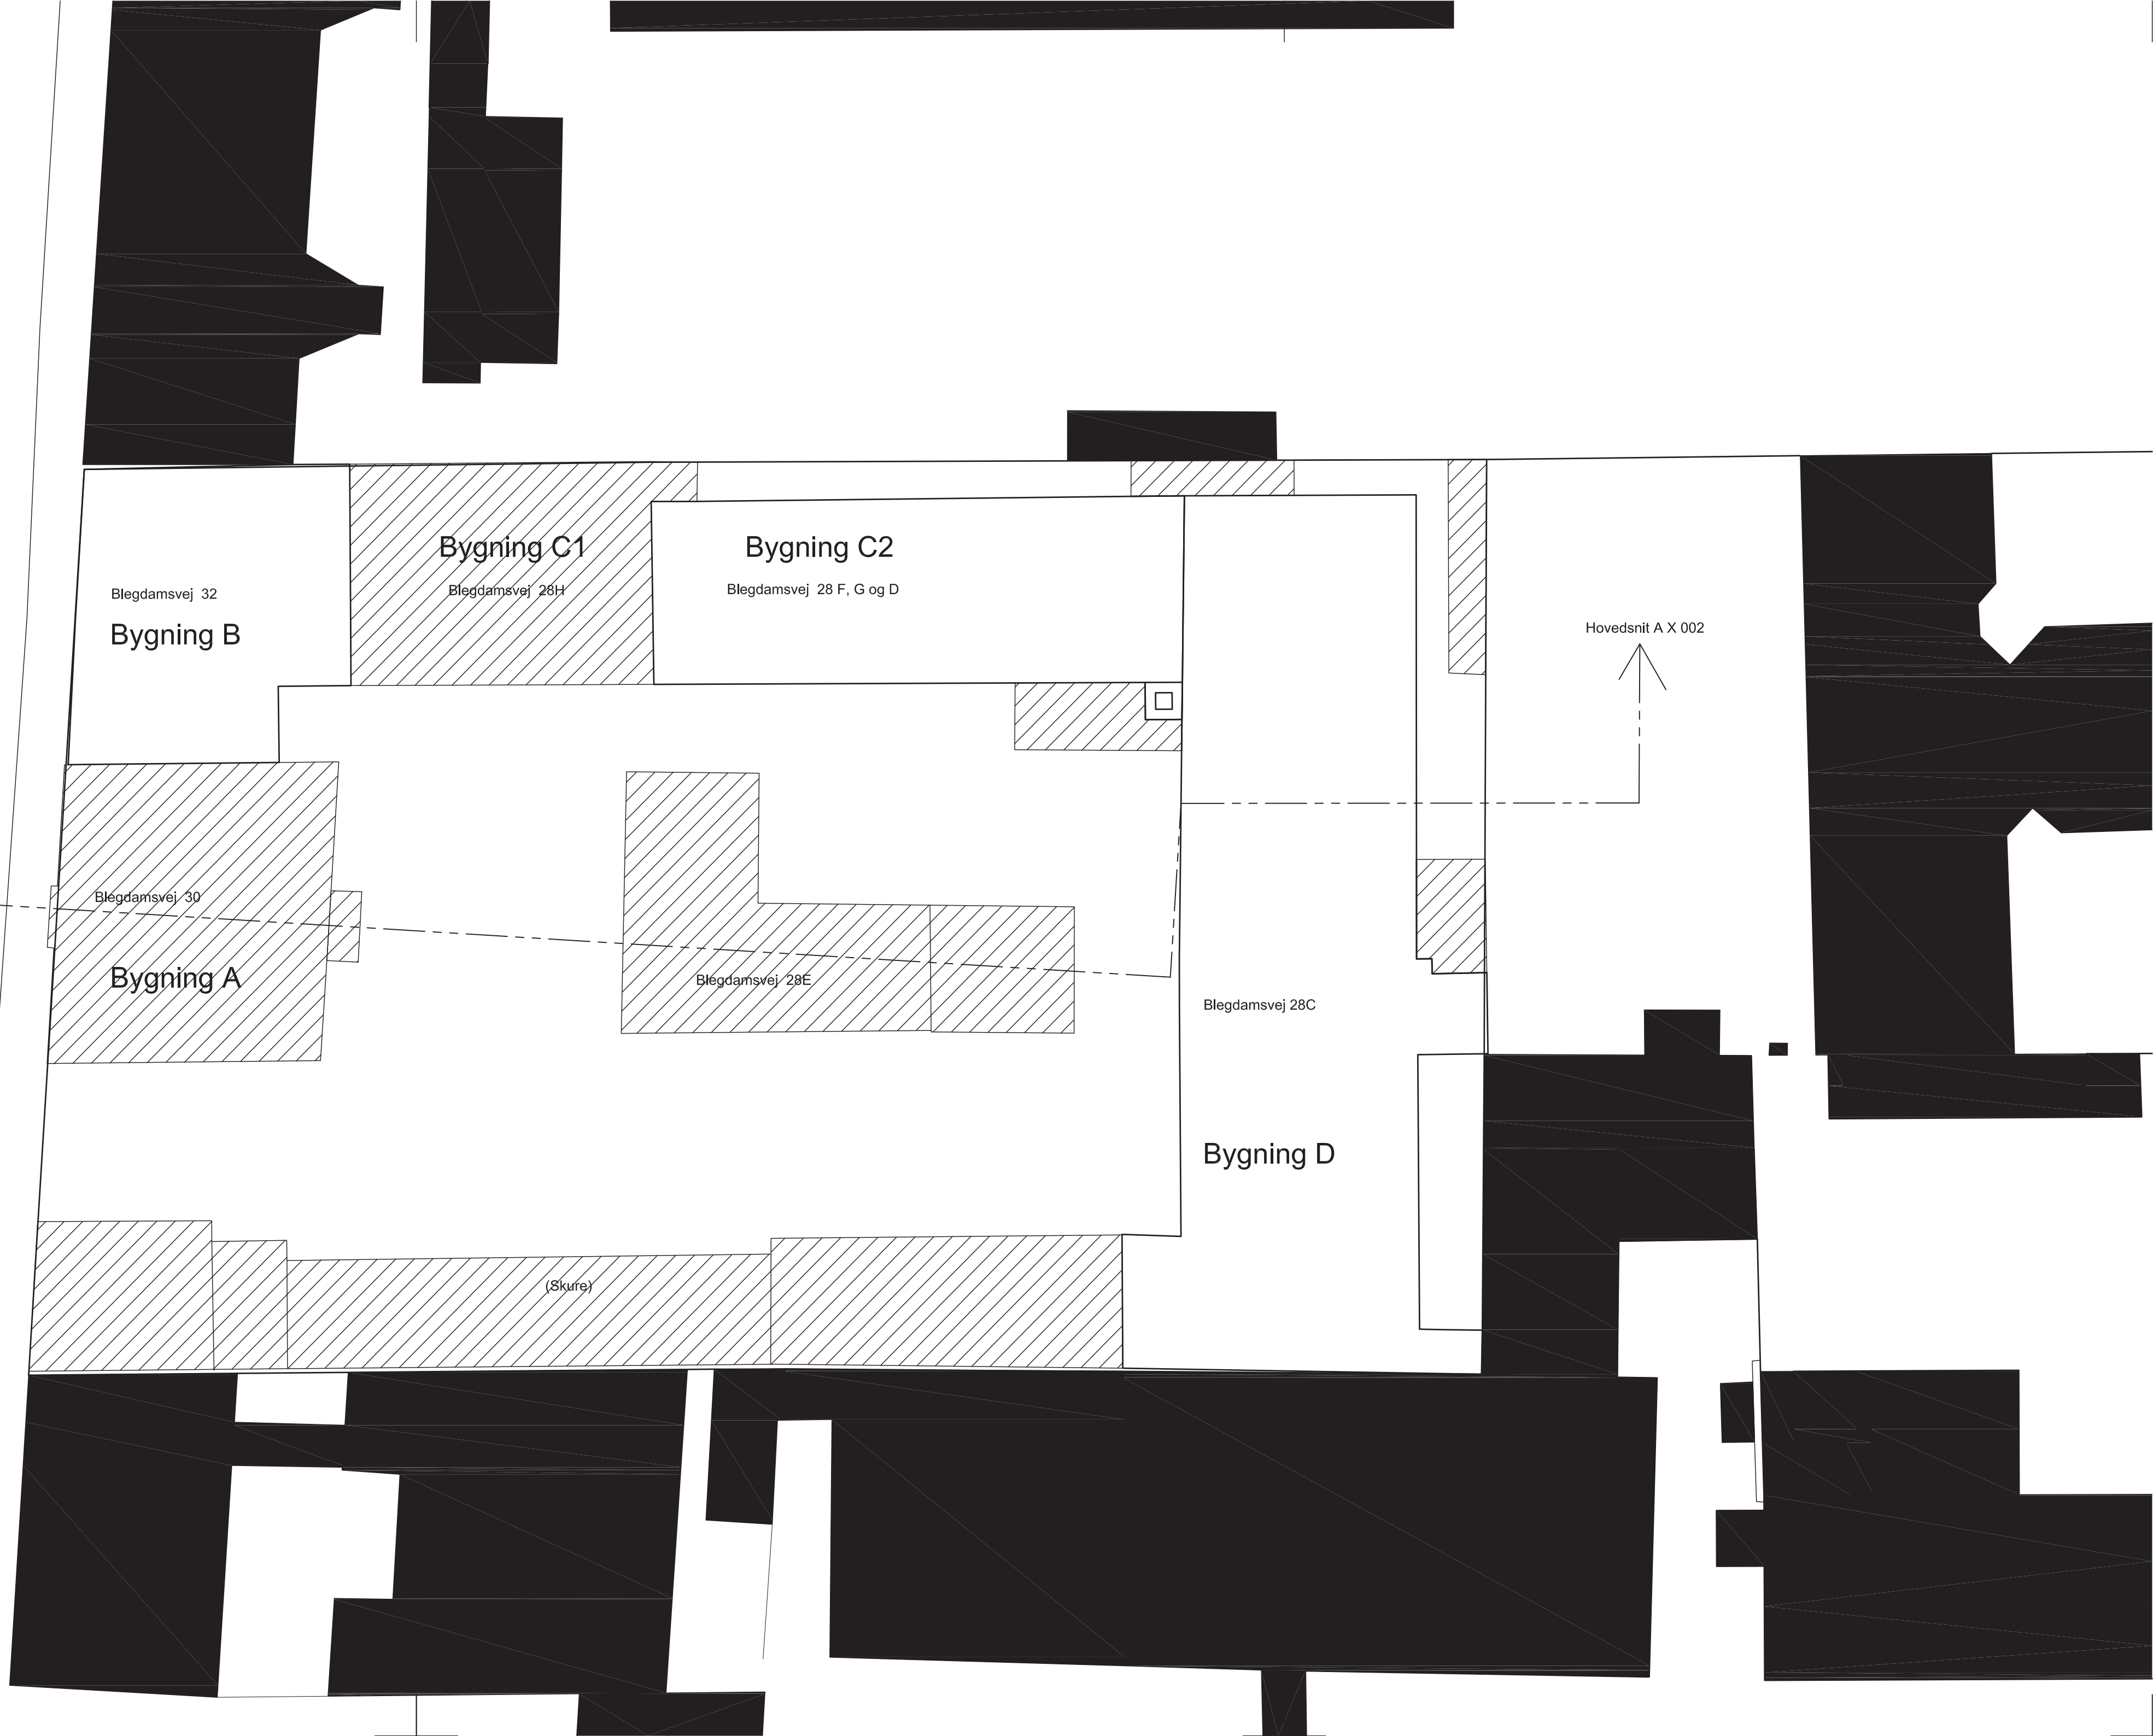 Bygning C1
Blegdamsvej 28H
Bygning C2
Blegdamsvej 28 F, G og D
Blegdamsvej 32
Bygning B
Hovedsnit A X 002
Blegdamsvej 30
Bygning A
Blegdamsvej 28E
Blegdamsvej 28C
Bygning D
(Skure)